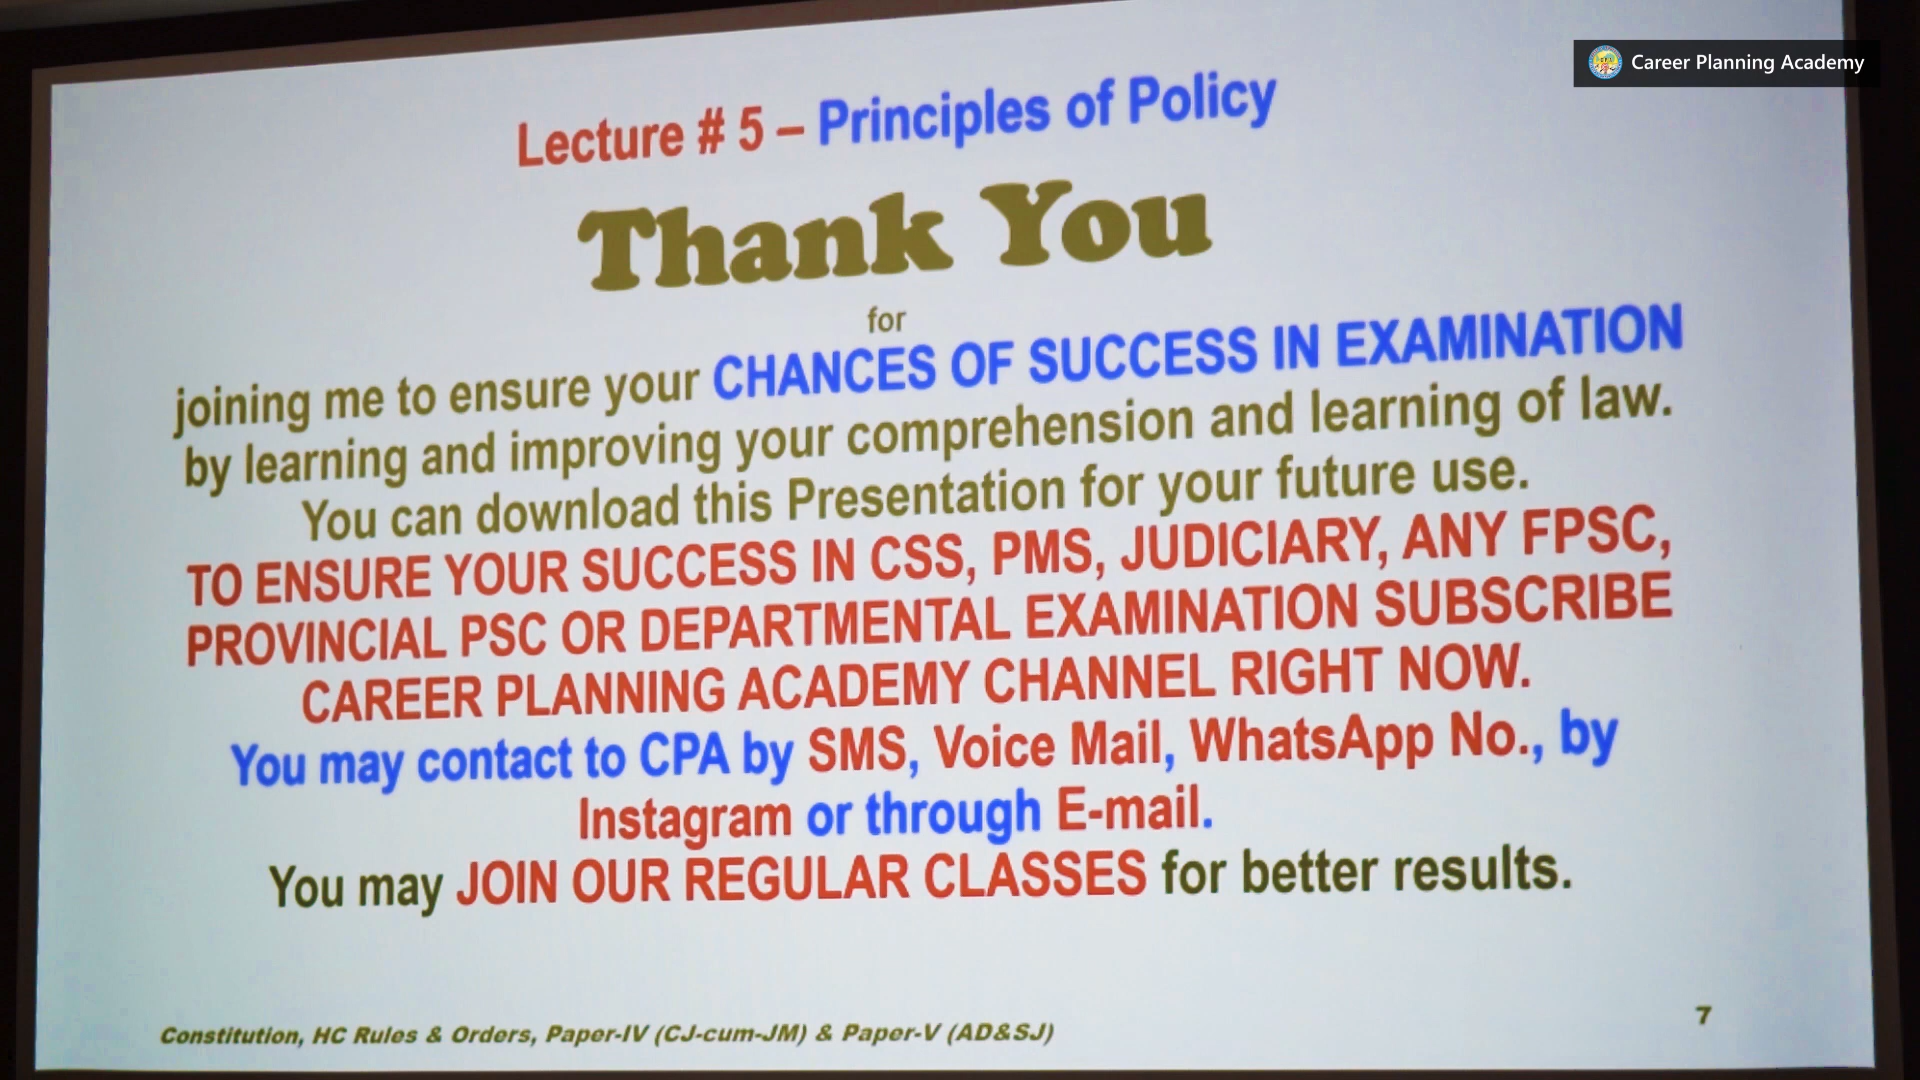 Career Planning Academy
Lecture # 5 – Principles of Policy
Thank You
for
joining me to ensure your CHANCES OF SUCCESS IN EXAMINATION
by learning and improving your comprehension and learning of law.
You can download this Presentation for your future use.
TO ENSURE YOUR SUCCESS IN CSS, PMS, JUDICIARY, ANY FPSC,
PROVINCIAL PSC OR DEPARTMENTAL EXAMINATION SUBSCRIBE
CAREER PLANNING ACADEMY CHANNEL RIGHT NOW.
You may contact to CPA by SMS, Voice Mail, WhatsApp No., by
Instagram or through E-mail.
You may JOIN OUR REGULAR CLASSES for better results.
Constitution, HC Rules & Orders, Paper-IV (CJ-cum-JM) & Paper-V (AD&SJ)
7